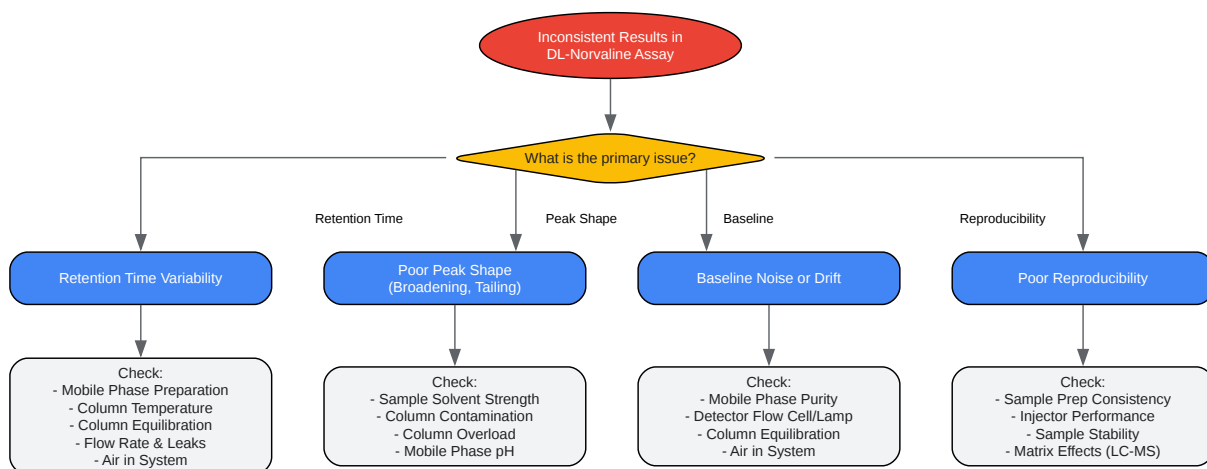 Inconsistent Results in
DL-Norvaline Assay
What is the primary issue?
Retention Time
Peak Shape
Baseline
Reproducibility
Retention Time Variability
Poor Peak Shape
(Broadening, Tailing)
Baseline Noise or Drift
Poor Reproducibility
Check:
- Mobile Phase Preparation
- Column Temperature
- Column Equilibration
- Flow Rate & Leaks
- Air in System
Check:
- Sample Solvent Strength
- Column Contamination
- Column Overload
- Mobile Phase pH
Check:
- Mobile Phase Purity
- Detector Flow Cell/Lamp
- Column Equilibration
- Air in System
Check:
- Sample Prep Consistency
- Injector Performance
- Sample Stability
- Matrix Effects (LC-MS)